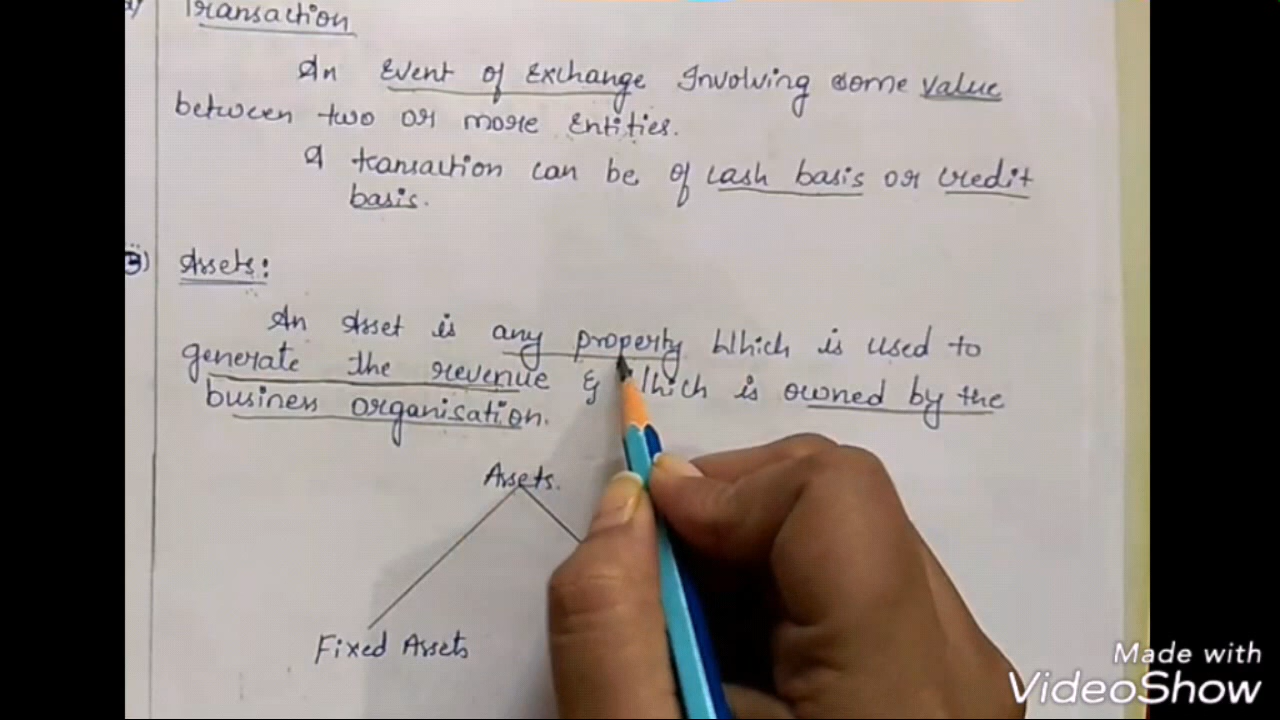 Transaction
An Event of Exchange Involving some value
between two or more Entities.
A transaction can be of cash basis or credit
basis.
3) Assets:
An Asset is any property Which is used to
generate the revenue & Which is owned by the
business organisation.
Assets.
Fixed Assets
Made with
VideoShow